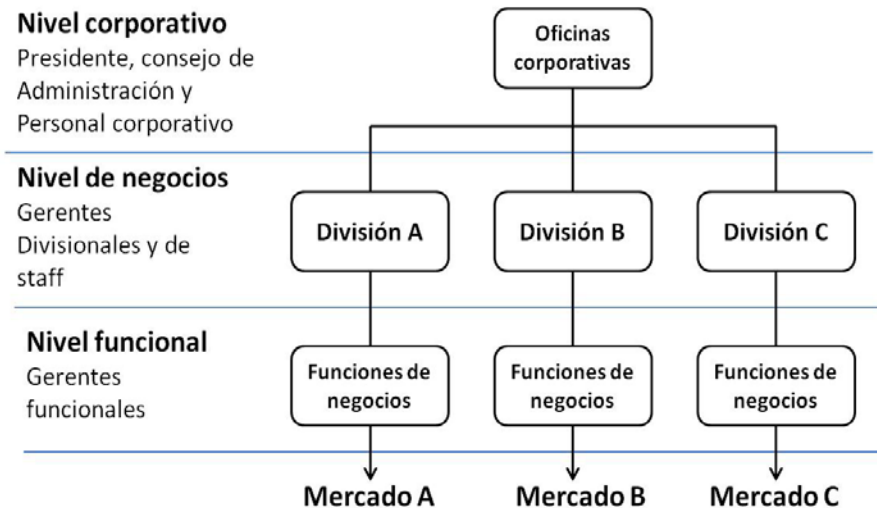 Nivel corporativo
Presidente, consejo de
Administración y
Personal corporativo
Oficinas
corporativas
Nivel de negocios
Gerentes
Divisionales y de
staff
División A
División B
División C
Nivel funcional
Gerentes
funcionales
Funciones de
negocios
Funciones de
negocios
Funciones de
negocios
Mercado A
Mercado B
Mercado C